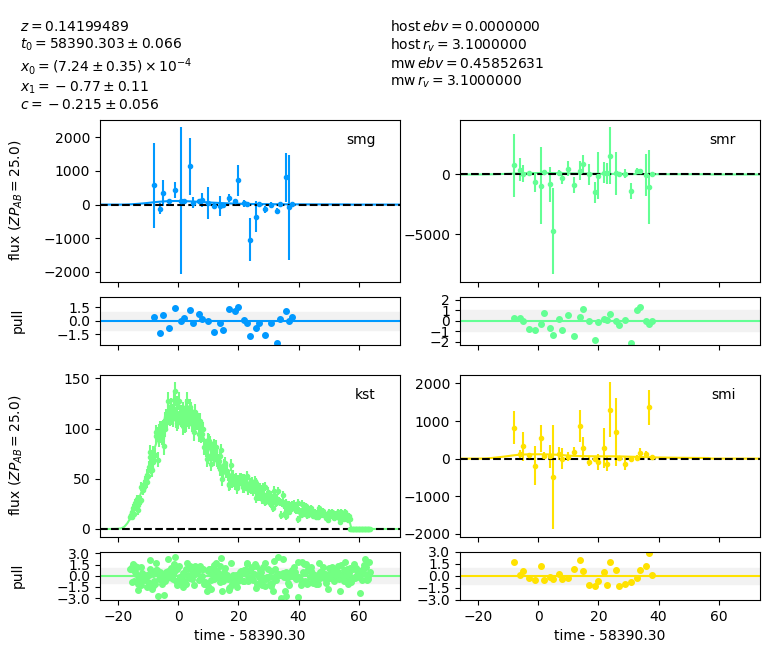 z = 0.14199489
t₀ = 58390.303 ± 0.066
x₀ = (7.24 ± 0.35) × 10⁻⁴
x₁ = − 0.77 ± 0.11
c = − 0.215 ± 0.056
host ebv = 0.0000000
host r_v = 3.1000000
mw ebv = 0.45852631
mw r_v = 3.1000000
flux (ZP_AB = 25.0)
2000
1000
0
−1000
−2000
smg
0
−5000
smr
pull
1.5
0.0
−1.5
2
1
0
−1
−2
flux (ZP_AB = 25.0)
150
100
50
0
kst
2000
1000
0
−1000
−2000
smi
pull
3.0
1.5
0.0
−1.5
−3.0
−20 0 20 40 60
time - 58390.30
3.0
1.5
0.0
−1.5
−3.0
−20 0 20 40 60
time - 58390.30